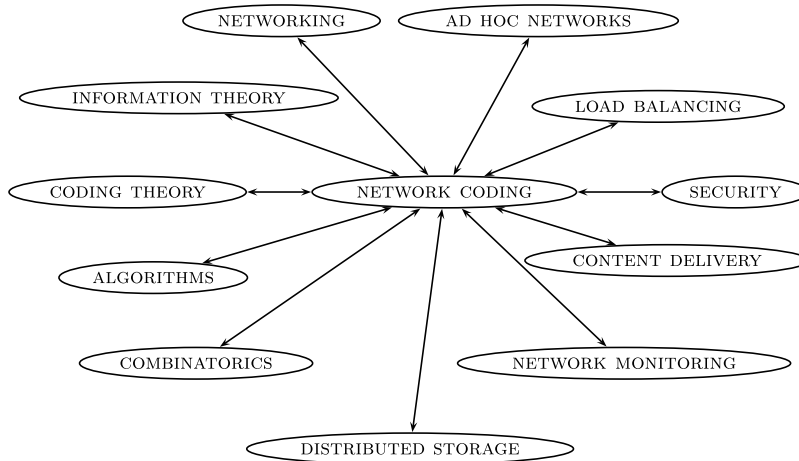 NETWORKING
AD HOC NETWORKS
INFORMATION THEORY
LOAD BALANCING
CODING THEORY
NETWORK CODING
SECURITY
CONTENT DELIVERY
ALGORITHMS
COMBINATORICS
NETWORK MONITORING
DISTRIBUTED STORAGE